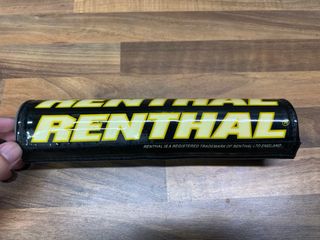 RENTHAL
RENTHAL®
RENTHAL IS A REGISTERED TRADEMARK OF RENTHAL LTD ENGLAND.